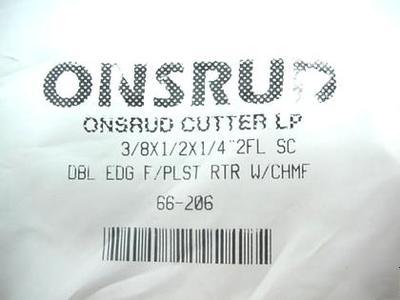 ONSRUD
ONSRUD CUTTER LP
3/8X1/2X1/4"2FL SC
DBL EDG F/PLST RTR W/CHMF
66-206